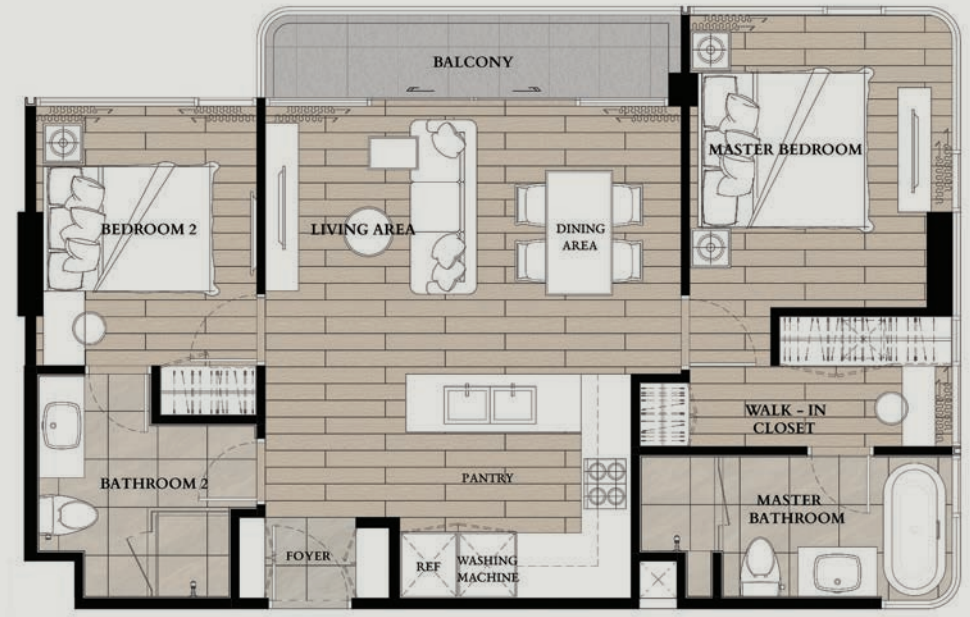 BALCONY
MASTER BEDROOM
BEDROOM 2
LIVING AREA
DINING
AREA
WALK - IN
CLOSET
PANTRY
BATHROOM 2
MASTER
BATHROOM
FOYER
REF
WASHING
MACHINE